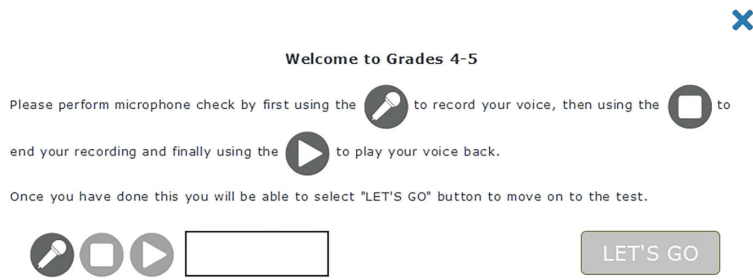 Welcome to Grades 4-5
Please perform microphone check by first using the to record your voice, then using the to
end your recording and finally using the to play your voice back.
Once you have done this you will be able to select "LET'S GO" button to move on to the test.
LET'S GO